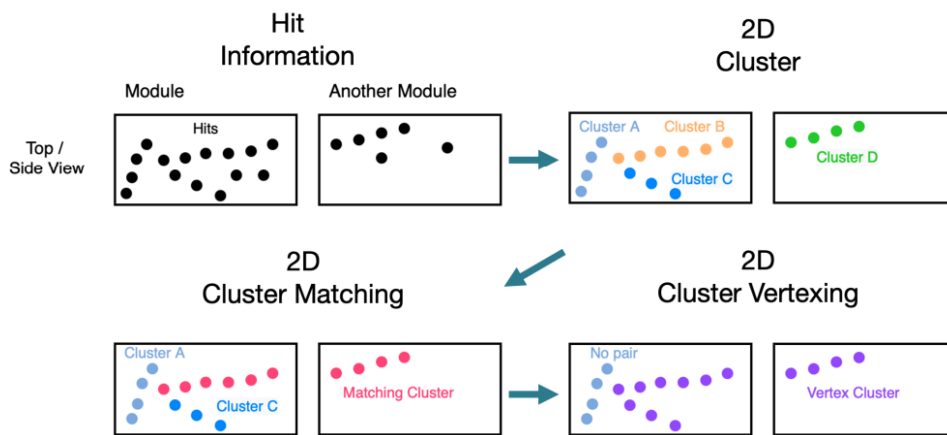 Hit
Information
2D
Cluster
Module
Another Module
Top /
Side View
Hits
Cluster A
Cluster B
Cluster C
Cluster D
2D
Cluster Matching
2D
Cluster Vertexing
Cluster A
Cluster C
Matching Cluster
No pair
Vertex Cluster